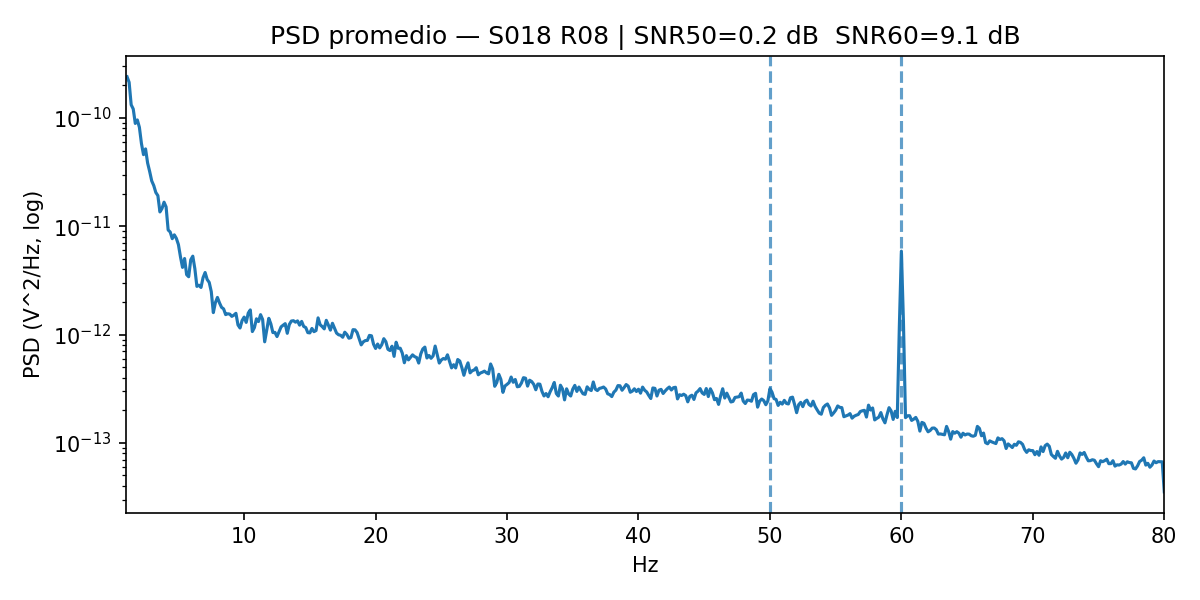 PSD promedio — S018 R08 | SNR50=0.2 dB  SNR60=9.1 dB
PSD (V^2/Hz, log)
10⁻¹⁰
10⁻¹¹
10⁻¹²
10⁻¹³
10 20 30 40 50 60 70 80
Hz